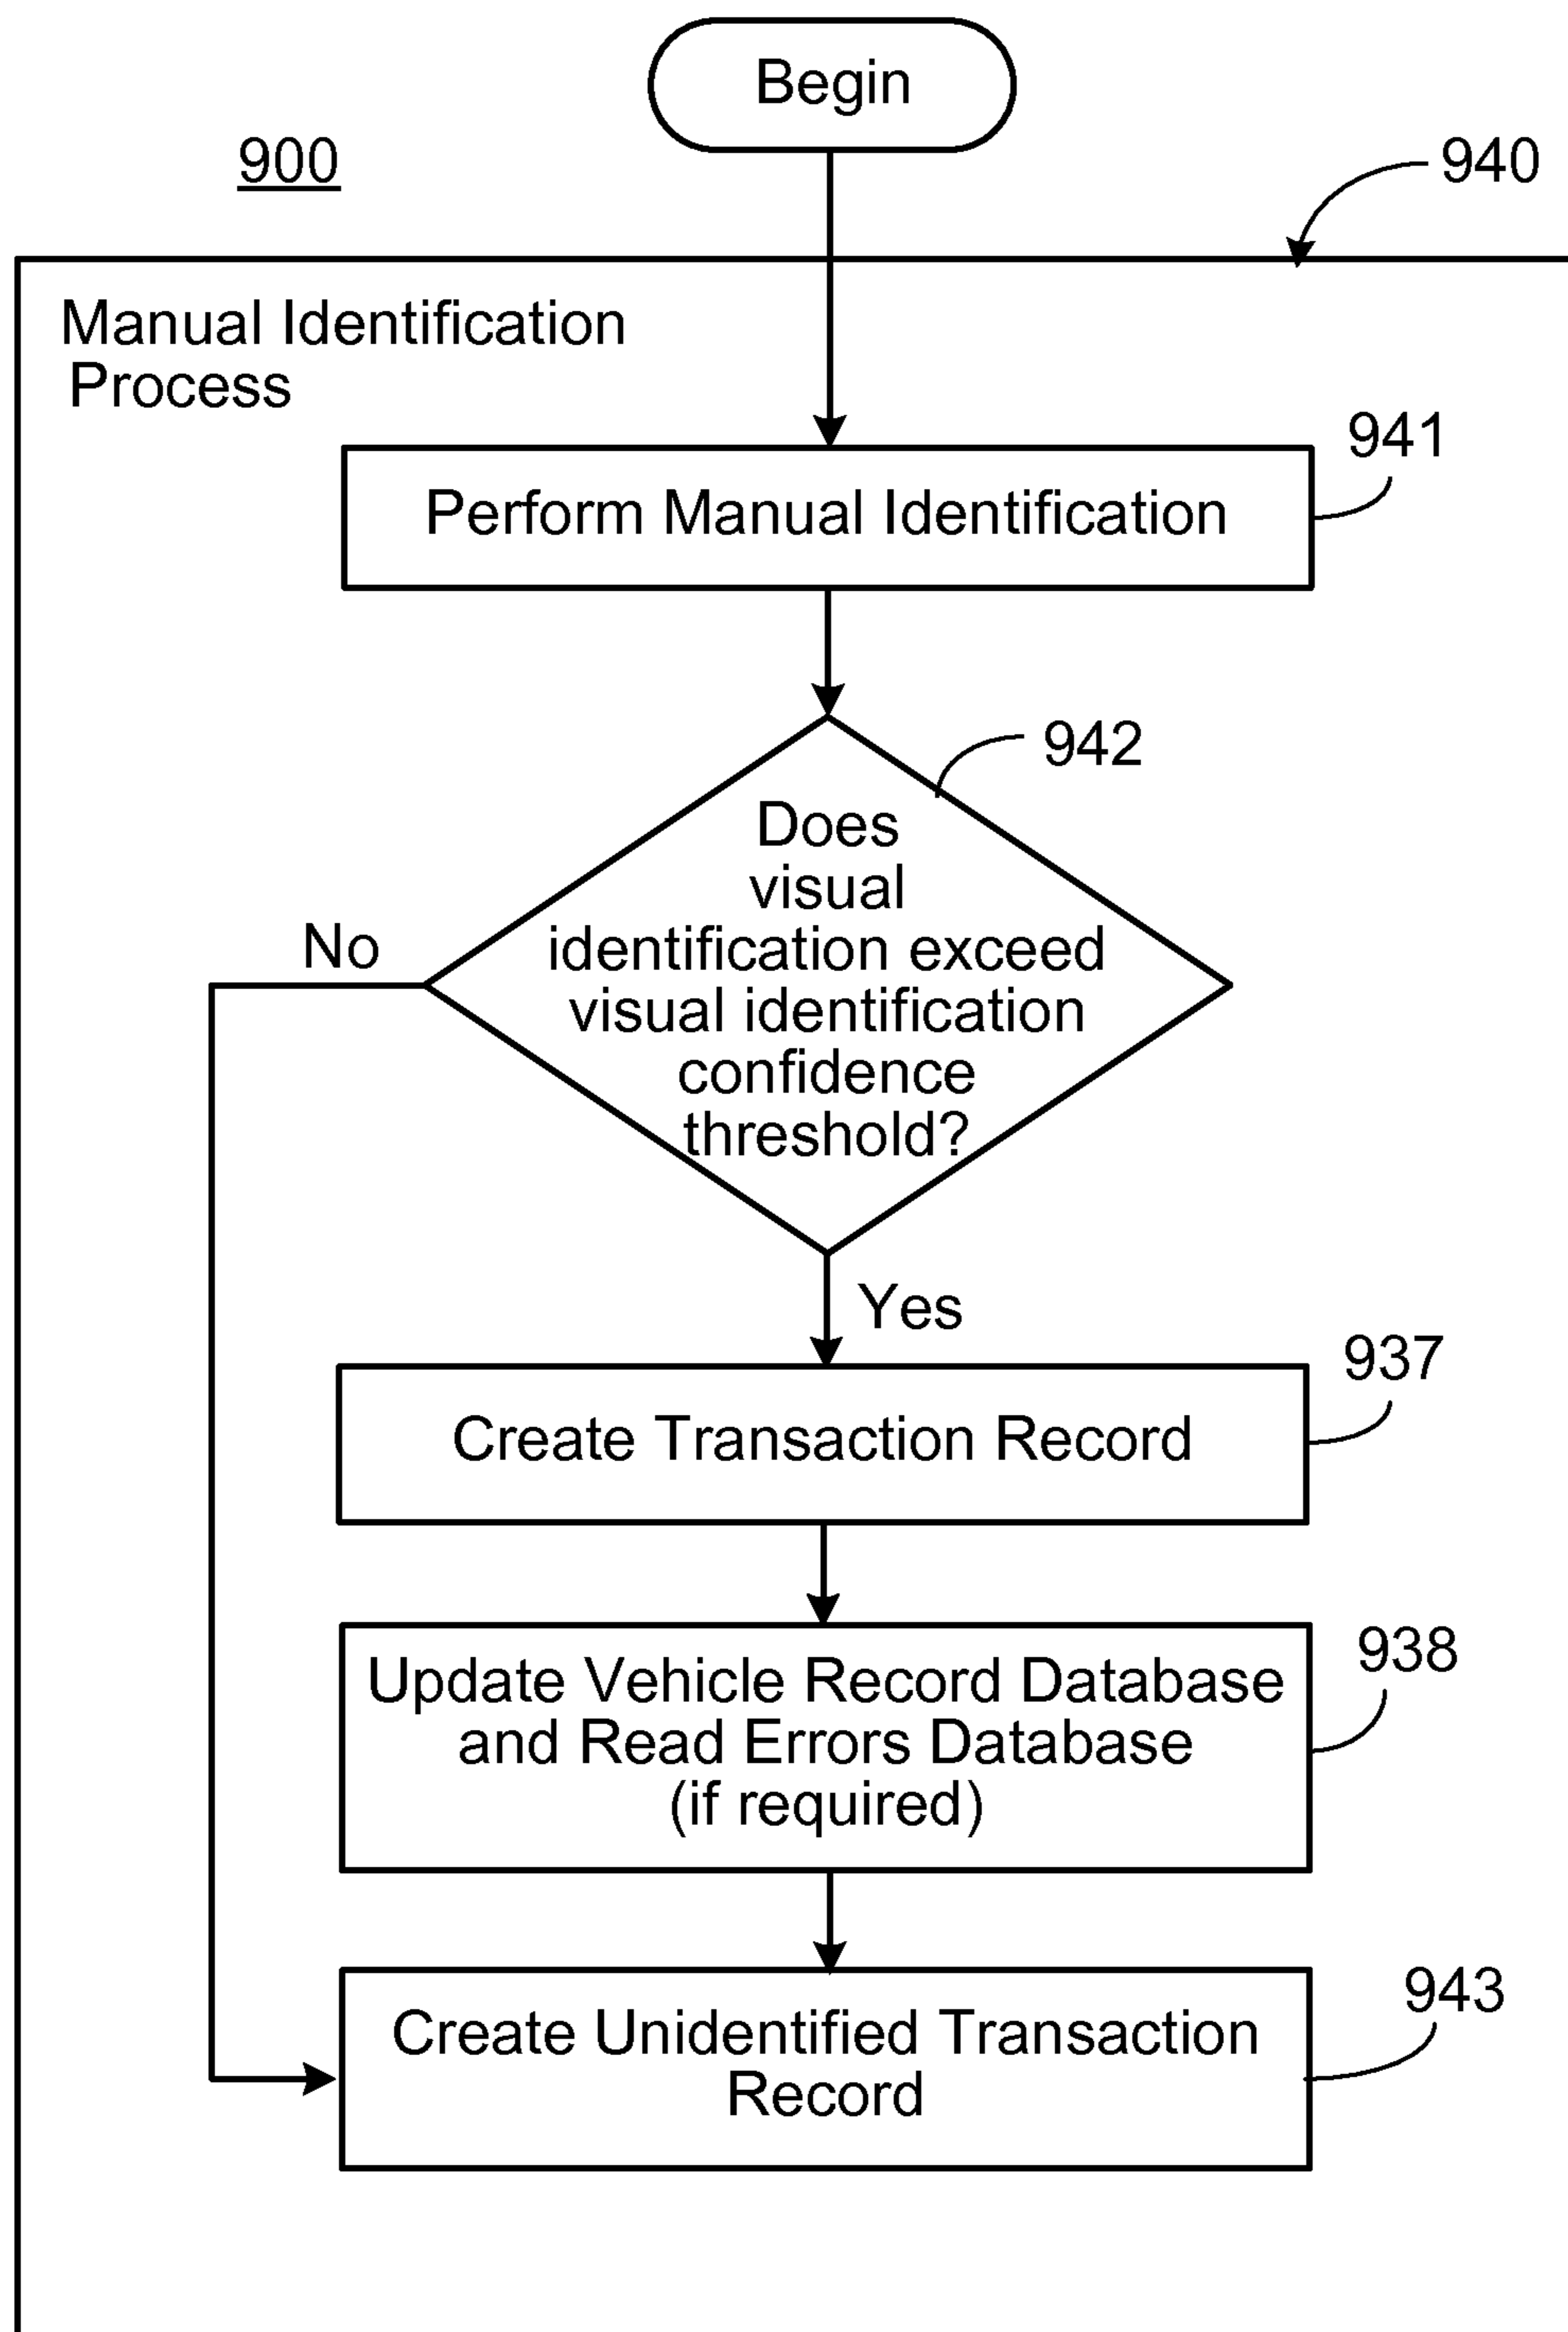 Begin
900
940
Manual Identification
Process
941
Perform Manual Identification
942
Does
visual
identification exceed
visual identification
confidence
threshold?
No
Yes
937
Create Transaction Record
938
Update Vehicle Record Database
and Read Errors Database
(if required)
943
Create Unidentified Transaction
Record